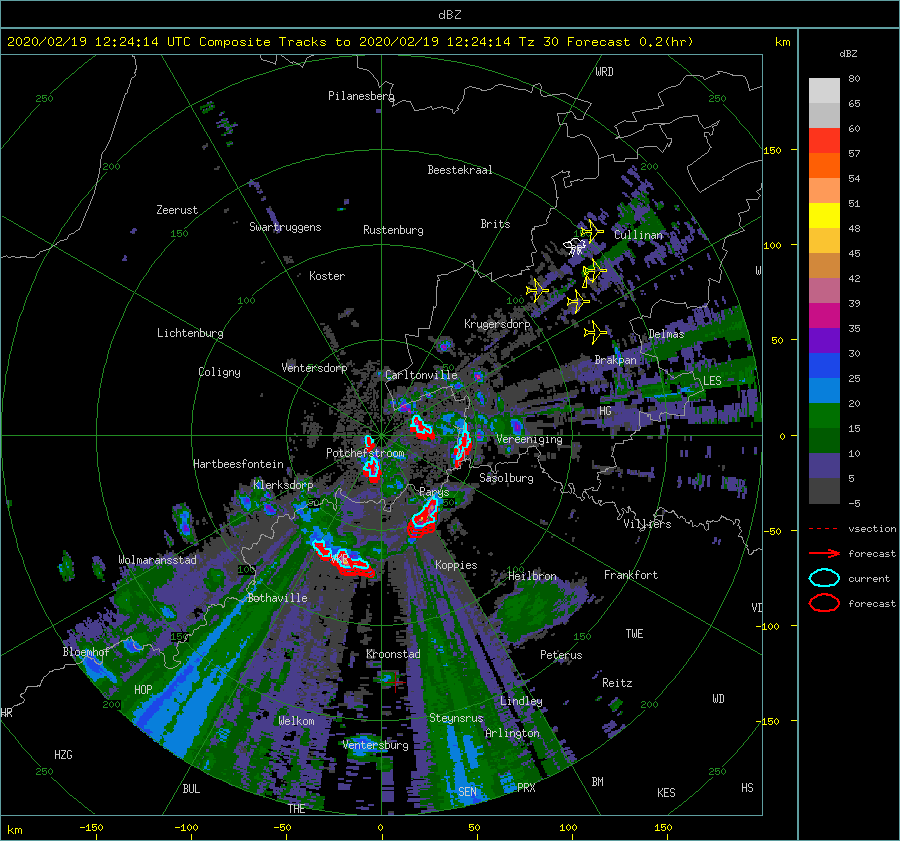 dBZ
2020/02/19 12:24:14 UTC Composite Tracks to 2020/02/19 12:24:14 Tz 30 Forecast 0.2(hr)
km
dBZ
WRD
80
250
Pilanesberg
250
65
60
150
57
200
Beestekraal
200
54
Zeerust
51
Swartruggens
Rustenburg
Brits
150
Cullinan
48
100
45
Koster
42
100
100
39
Krugersdorp
35
Lichtenburg
Delmas
50
30
Coligny
Ventersdorp
Carltonville
Brakpan
LES
25
20
HG
15
0
Vereeniging
10
Potchefstroom
Hartbeesfontein
5
Klerksdorp
Sasolburg
Parys
-5
50
Villiers
-50
vsection
Wolmaransstad
forecast
Koppies
100
100
Heilbron
Frankfort
current
Bothaville
forecast
VD
-100
150
150
TWE
Bloemhof
Kroonstad
Peterus
HOP
Reitz
WD
200
Lindley
200
HR
Welkom
Steynsrus
-150
Arlington
Ventersburg
HZG
250
250
BUL
BM
PRX
HS
SEN
KES
THE
km
-150
-100
-50
0
50
100
150